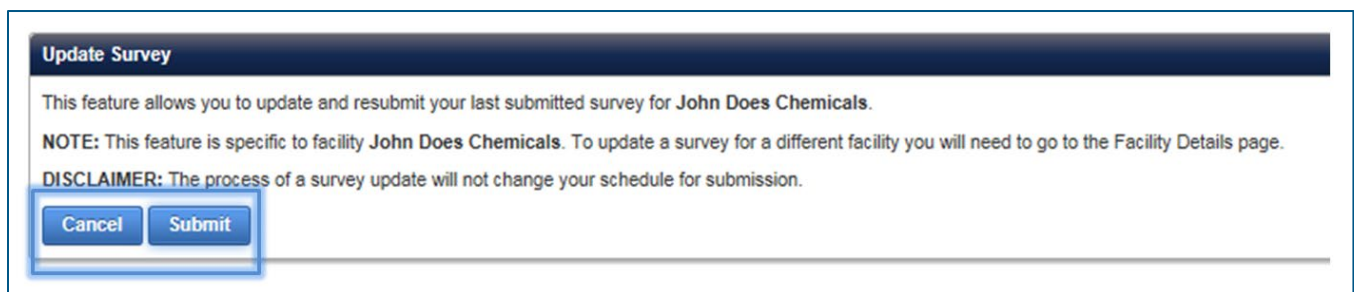 Update Survey
This feature allows you to update and resubmit your last submitted survey for John Does Chemicals.
NOTE: This feature is specific to facility John Does Chemicals. To update a survey for a different facility you will need to go to the Facility Details page.
DISCLAIMER: The process of a survey update will not change your schedule for submission.
Cancel Submit